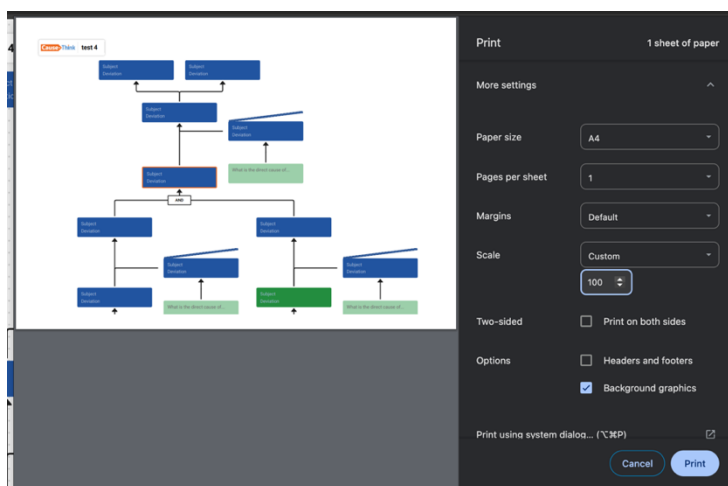 4
Cause-Think test 4
Subject
Deviation
Subject
Deviation
Subject
Deviation
Subject
Deviation
What is the direct cause of ...
Subject
Deviation
AND
Subject
Deviation
Subject
Deviation
Subject
Deviation
Subject
Deviation
Subject
Deviation
What is the direct cause of ...
Subject
Deviation
What is the direct cause of ...
Print
1 sheet of paper
More settings
Paper size
A4
Pages per sheet
1
Margins
Default
Scale
Custom
100
Two-sided
Print on both sides
Options
Headers and footers
Background graphics
Print using system dialog... (⌥⌘P)
Cancel
Print